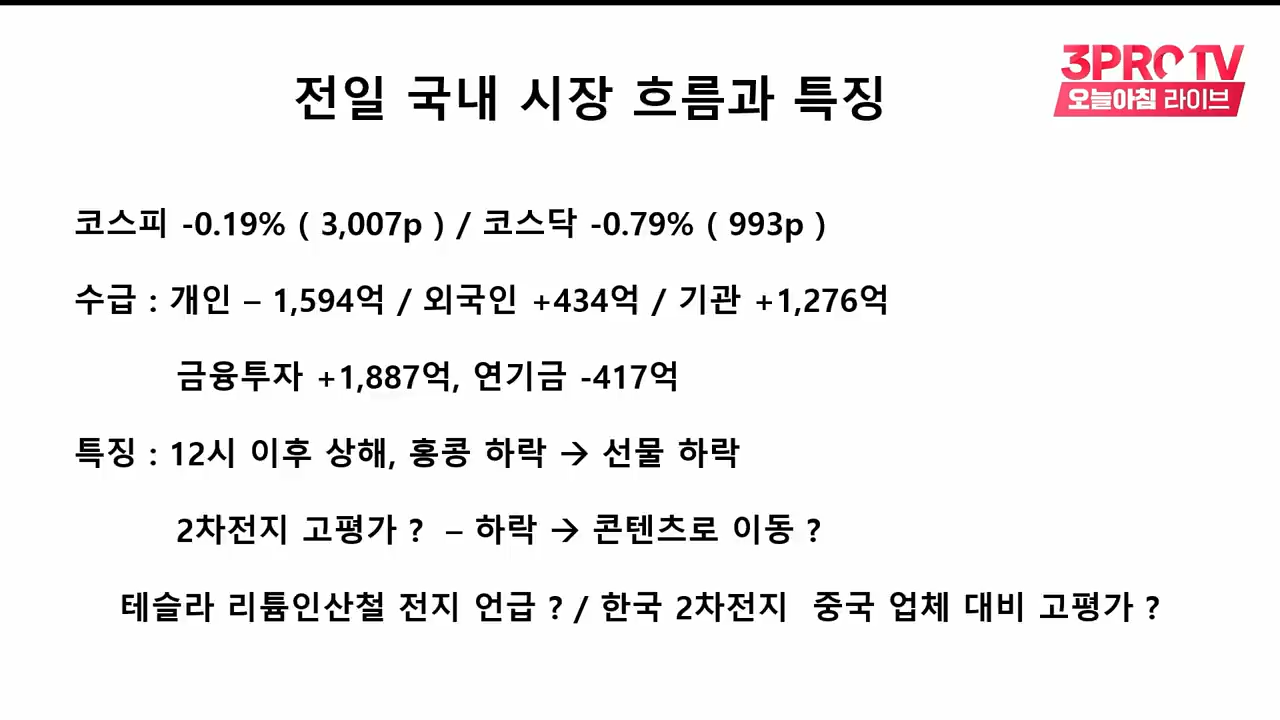 전일 국내 시장 흐름과 특징
3PRO TV
오늘아침 라이브
코스피 -0.19% ( 3,007p ) / 코스닥 -0.79% ( 993p )
수급 : 개인 – 1,594억 / 외국인 +434억 / 기관 +1,276억
금융투자 +1,887억, 연기금 -417억
특징 : 12시 이후 상해, 홍콩 하락 → 선물 하락
2차전지 고평가 ? – 하락 → 콘텐츠로 이동 ?
테슬라 리튬인산철 전지 언급 ? / 한국 2차전지 중국 업체 대비 고평가 ?